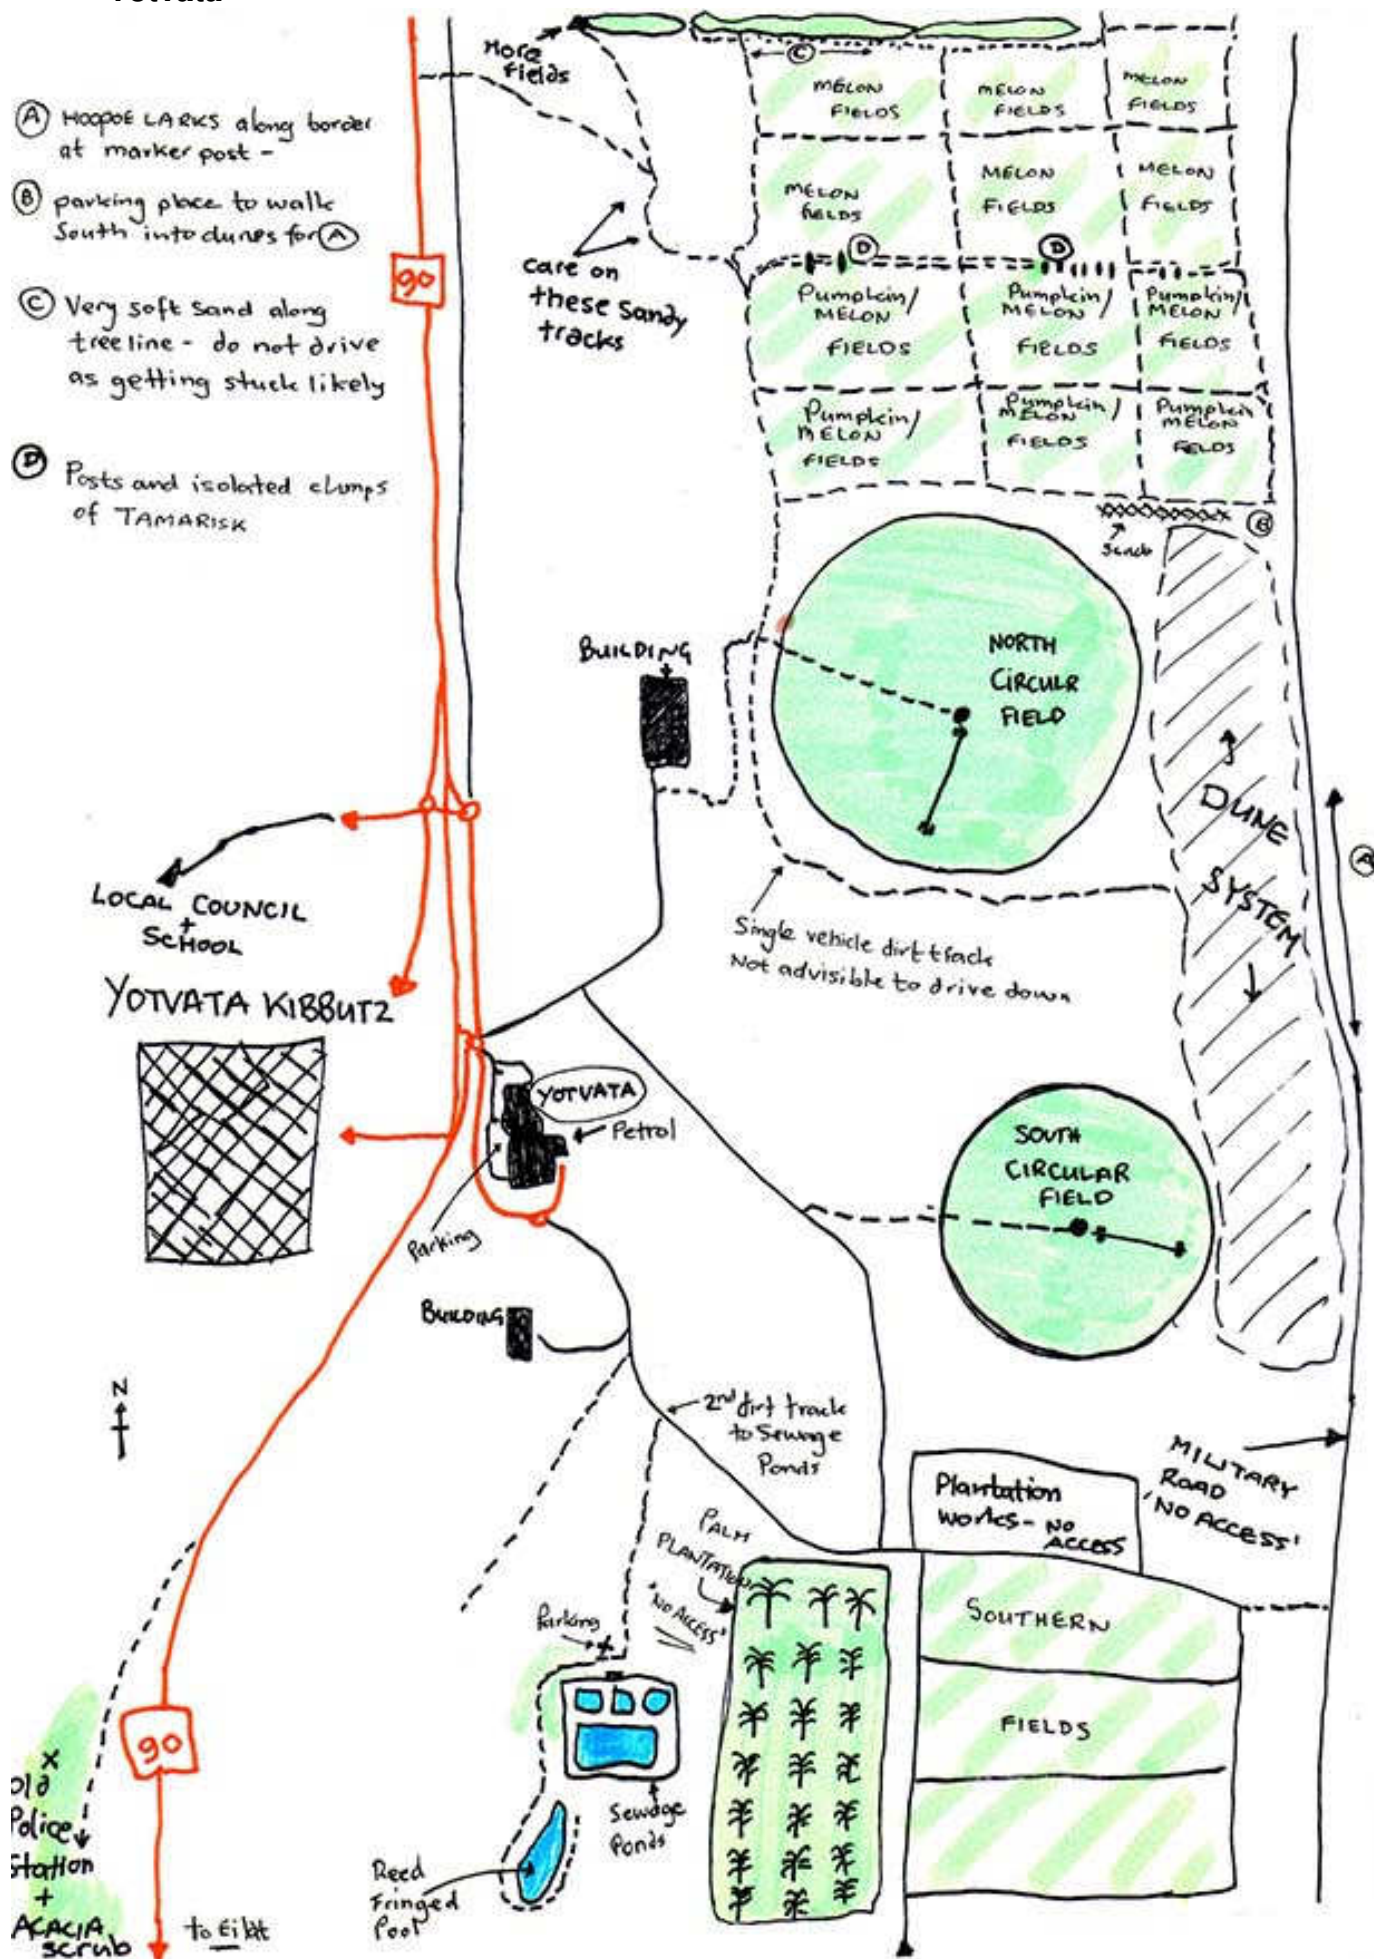 Yotvata
More
fields
Ⓐ HOOPOE LARKS along border
at marker post -
Ⓑ parking place to walk
South into dunes for Ⓐ
Ⓒ Very soft sand along
treeline - do not drive
as getting stuck likely
Ⓓ Posts and isolated clumps
of TAMARISK
90
Care on
these sandy
tracks
Ⓒ
MELON
FIELDS
MELON
FIELDS
MELON
FIELDS
MELON
FIELDS
MELON
FIELDS
MELON
FIELDS
Ⓓ
Ⓓ
Pumpkin/
MELON
FIELDS
Pumpkin/
MELON
FIELDS
Pumpkin/
MELON
FIELDS
Pumpkin/
MELON
FIELDS
Pumpkin/
MELON
FIELDS
Pumpkin
MELON
FIELDS
Ⓑ
Scrub
BUILDING
NORTH
CIRCULR
FIELD
DUNE
SYSTEM
Ⓐ
LOCAL COUNCIL
+
SCHOOL
Single vehicle dirt track
Not advisible to drive down
YOTVATA KIBBUTZ
YOTVATA
Petrol
Parking
SOUTH
CIRCULAR
FIELD
BUILDING
N
2nd dirt track
to Sewage
Ponds
MILITARY
ROAD
'NO ACCESS'
Plantation
works - NO
ACCESS
PALM
PLANTATION
'NO ACCESS'
Parking
SOUTHERN
FIELDS
90
Sewage
Ponds
Reed
Fringed
Pool
x
Old
Police
Station
+
ACACIA
scrub
to Eilat